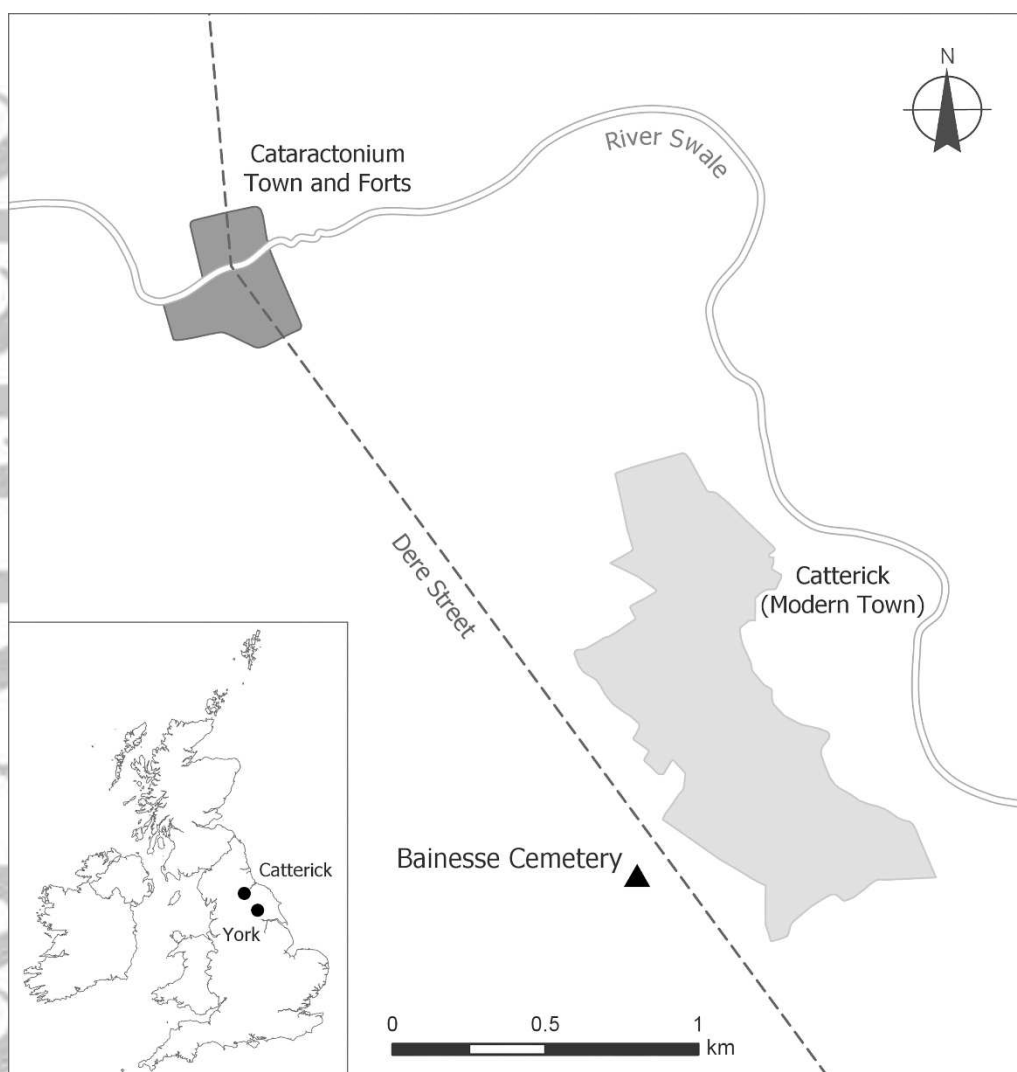 N
River Swale
Cataractonium
Town and Forts
Dere Street
Catterick
(Modern Town)
Bainesse Cemetery
Catterick
York
0
0.5
1
km